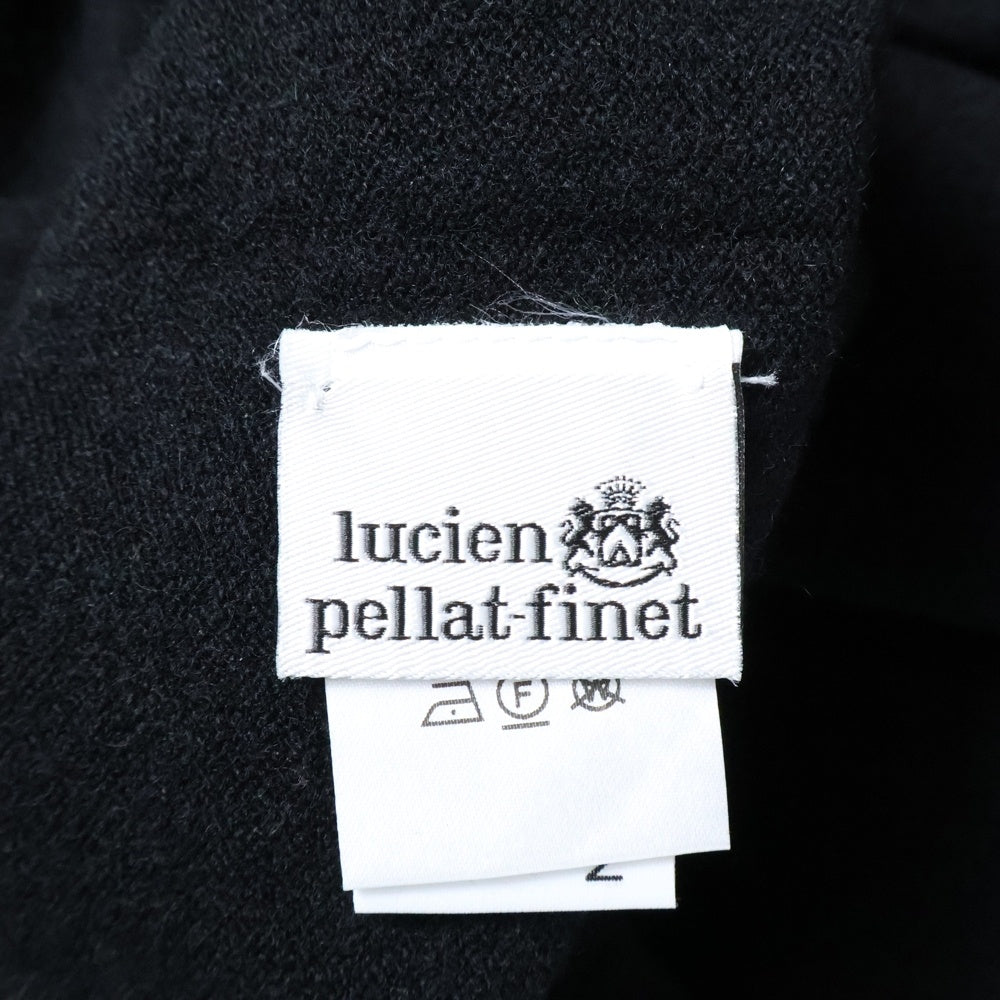 lucien
pellat-finet
F
W